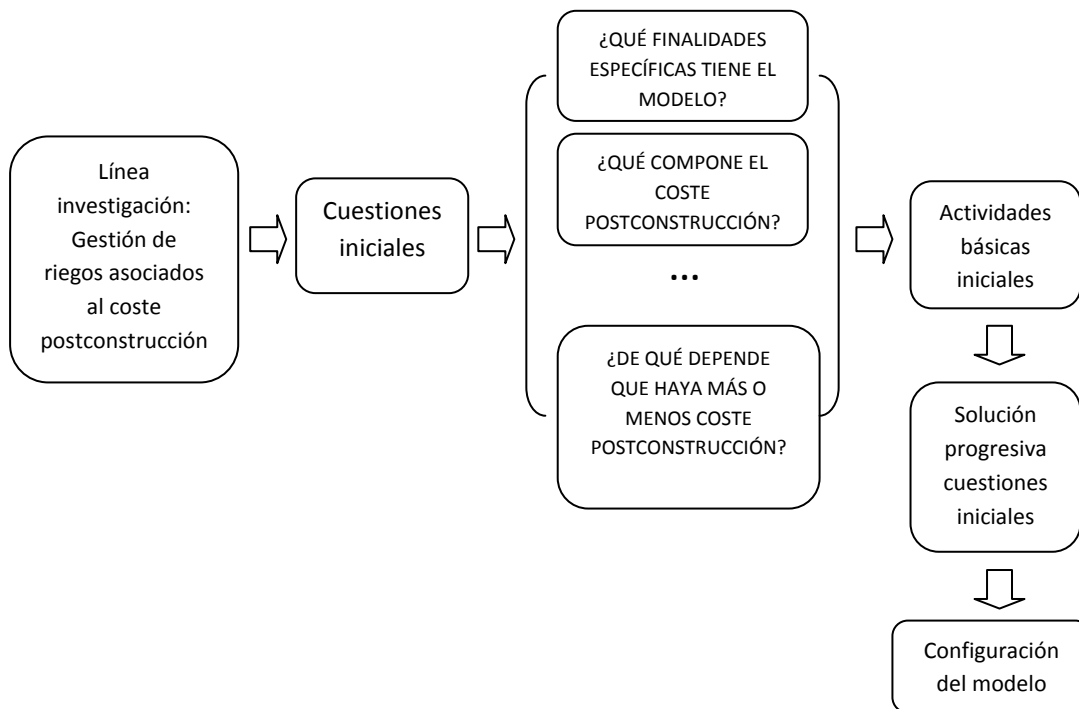 Línea
investigación:
Gestión de
riegos asociados
al coste
postconstrucción
Cuestiones
iniciales
¿QUÉ FINALIDADES
ESPECÍFICAS TIENE EL
MODELO?
¿QUÉ COMPONE EL
COSTE
POSTCONSTRUCCIÓN?
...
¿DE QUÉ DEPENDE
QUE HAYA MÁS O
MENOS COSTE
POSTCONSTRUCCIÓN?
Actividades
básicas
iniciales
Solución
progresiva
cuestiones
iniciales
Configuración
del modelo